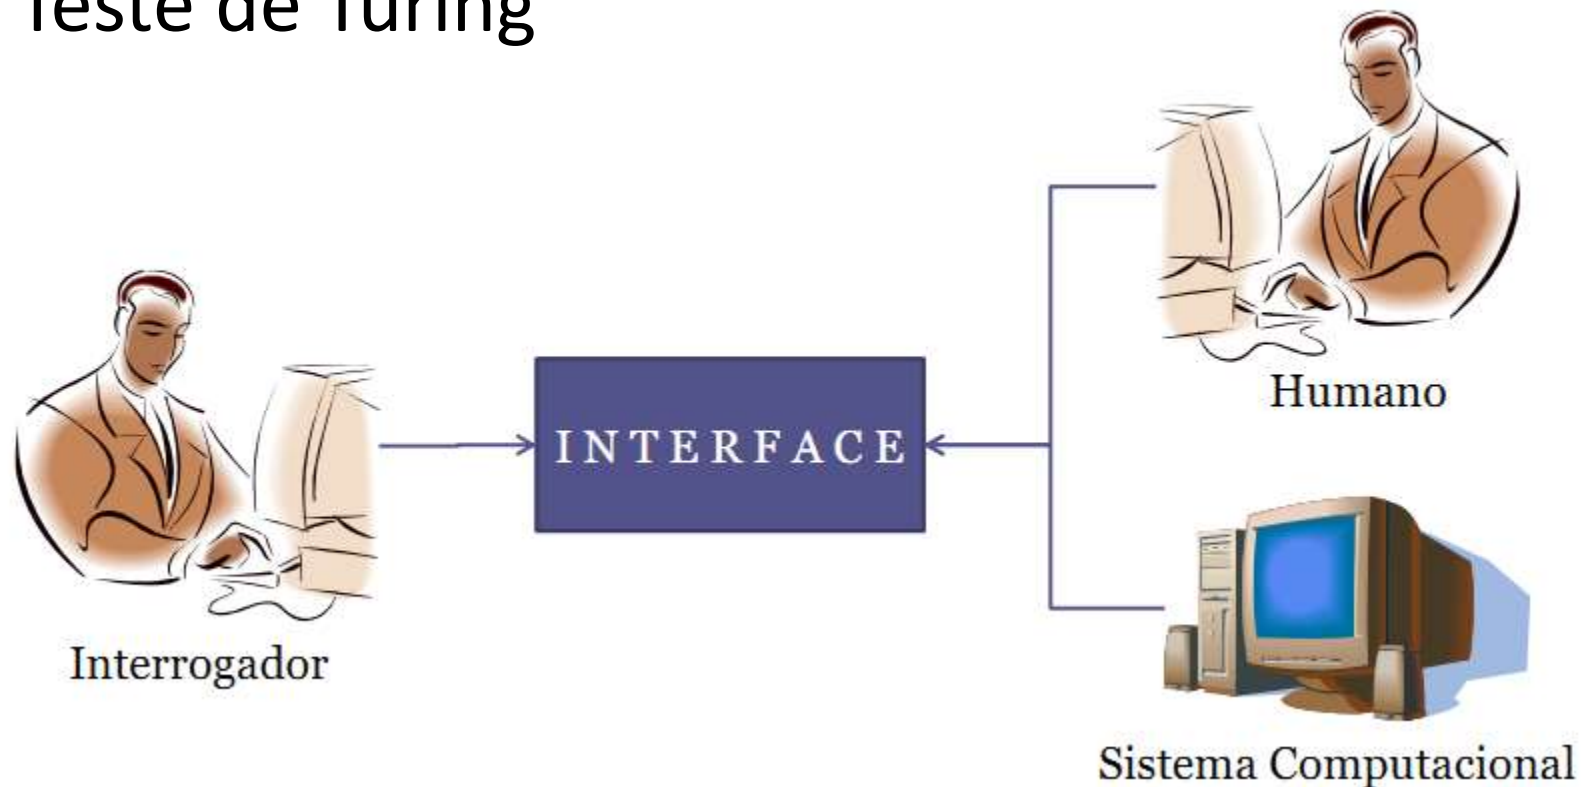 Teste de Turing
Humano
INTERFACE
Interrogador
Sistema Computacional